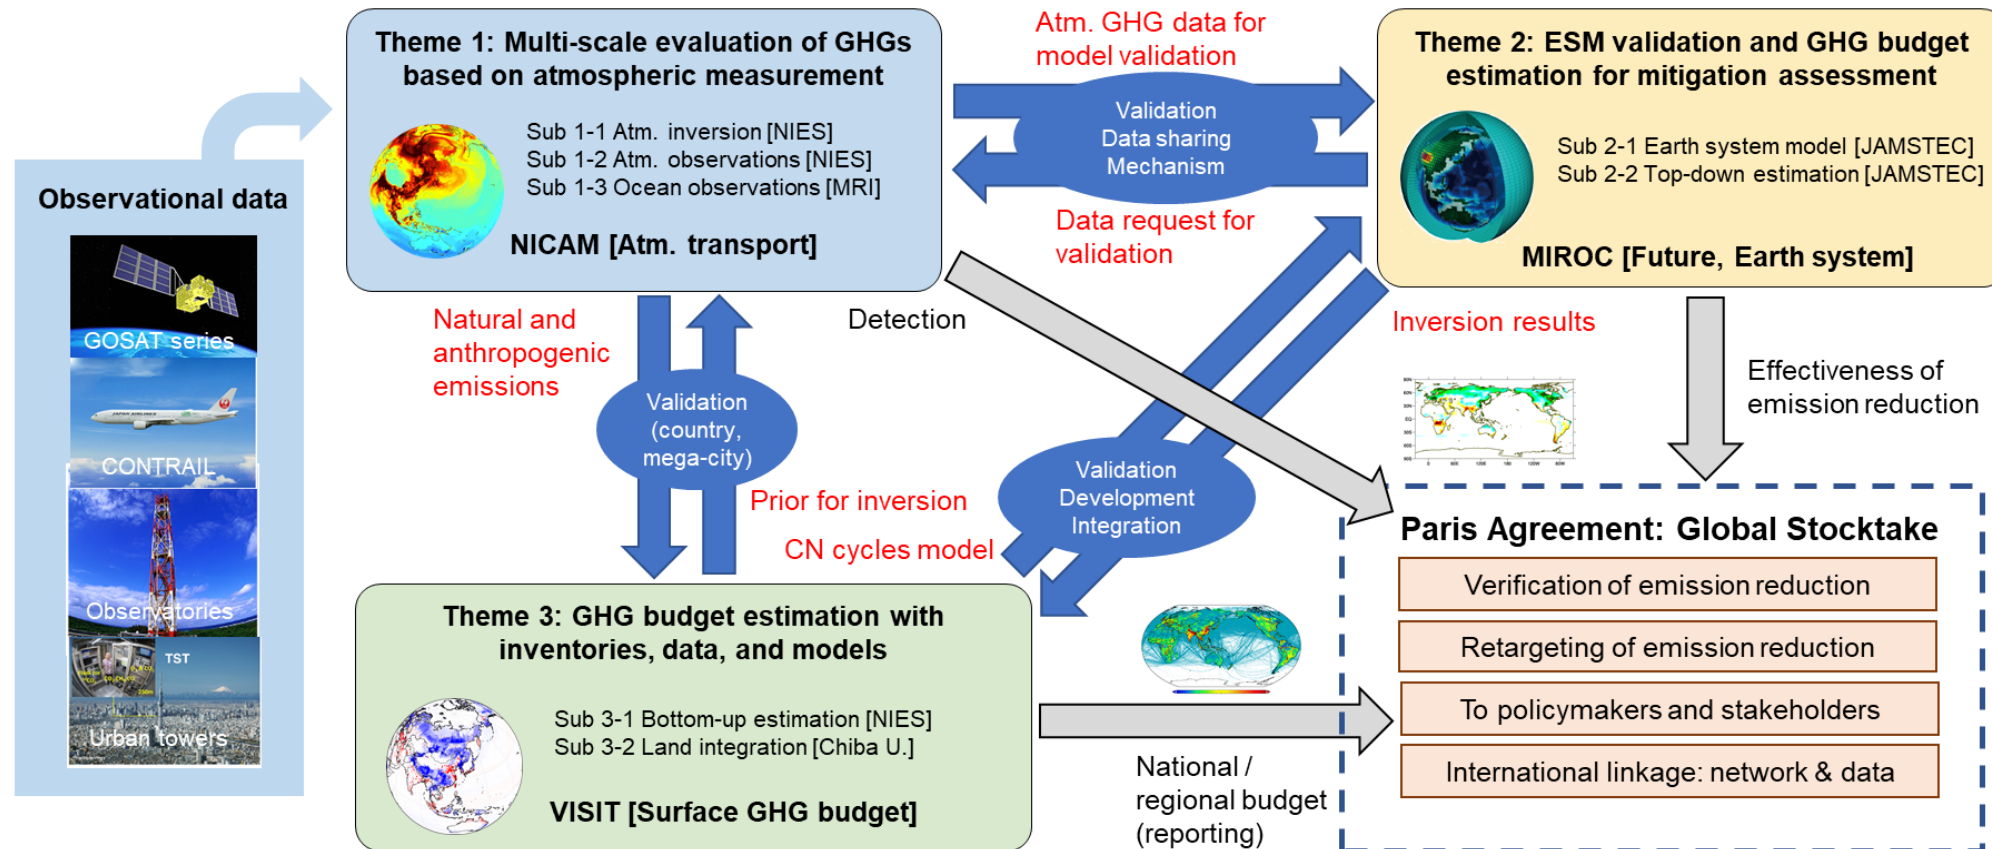 Observational data
GOSAT series
CONTRAIL
Observatories
TST
Urban towers
Theme 1: Multi-scale evaluation of GHGs
based on atmospheric measurement
Sub 1-1 Atm. inversion [NIES]
Sub 1-2 Atm. observations [NIES]
Sub 1-3 Ocean observations [MRI]
NICAM [Atm. transport]
Atm. GHG data for
model validation
Validation
Data sharing
Mechanism
Data request for
validation
Theme 2: ESM validation and GHG budget
estimation for mitigation assessment
Sub 2-1 Earth system model [JAMSTEC]
Sub 2-2 Top-down estimation [JAMSTEC]
MIROC [Future, Earth system]
Natural and
anthropogenic
emissions
Detection
Inversion results
Effectiveness of
emission reduction
Validation
(country,
mega-city)
Prior for inversion
CN cycles model
Validation
Development
Integration
Theme 3: GHG budget estimation with
inventories, data, and models
Sub 3-1 Bottom-up estimation [NIES]
Sub 3-2 Land integration [Chiba U.]
VISIT [Surface GHG budget]
National /
regional budget
(reporting)
Paris Agreement: Global Stocktake
Verification of emission reduction
Retargeting of emission reduction
To policymakers and stakeholders
International linkage: network & data